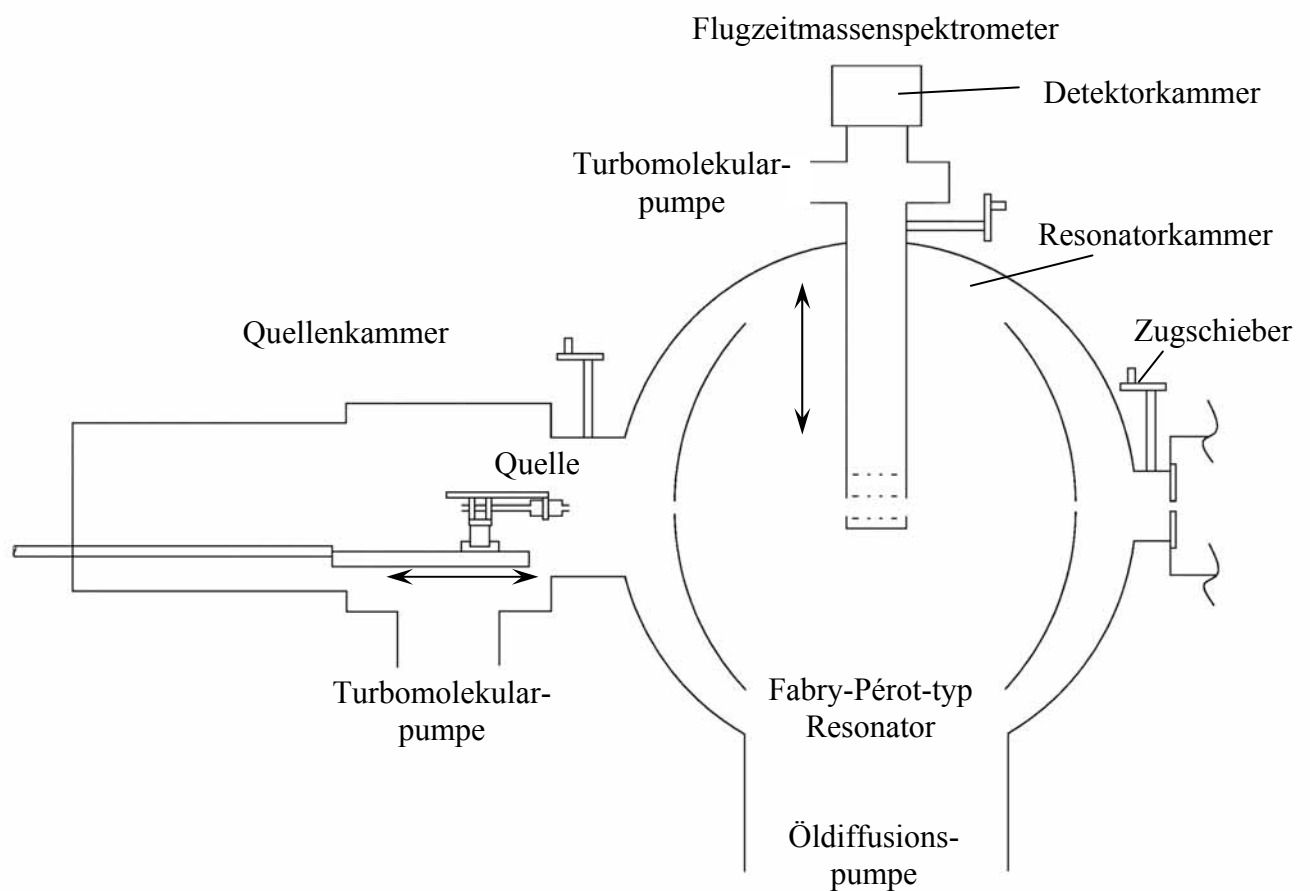 Flugzeitmassenspektrometer
Detektorkammer
Turbomolekular-
pumpe
Resonatorkammer
Quellenkammer
Zugschieber
Quelle
Turbomolekular-
pumpe
Fabry-Pérot-typ
Resonator
Öldiffusions-
pumpe